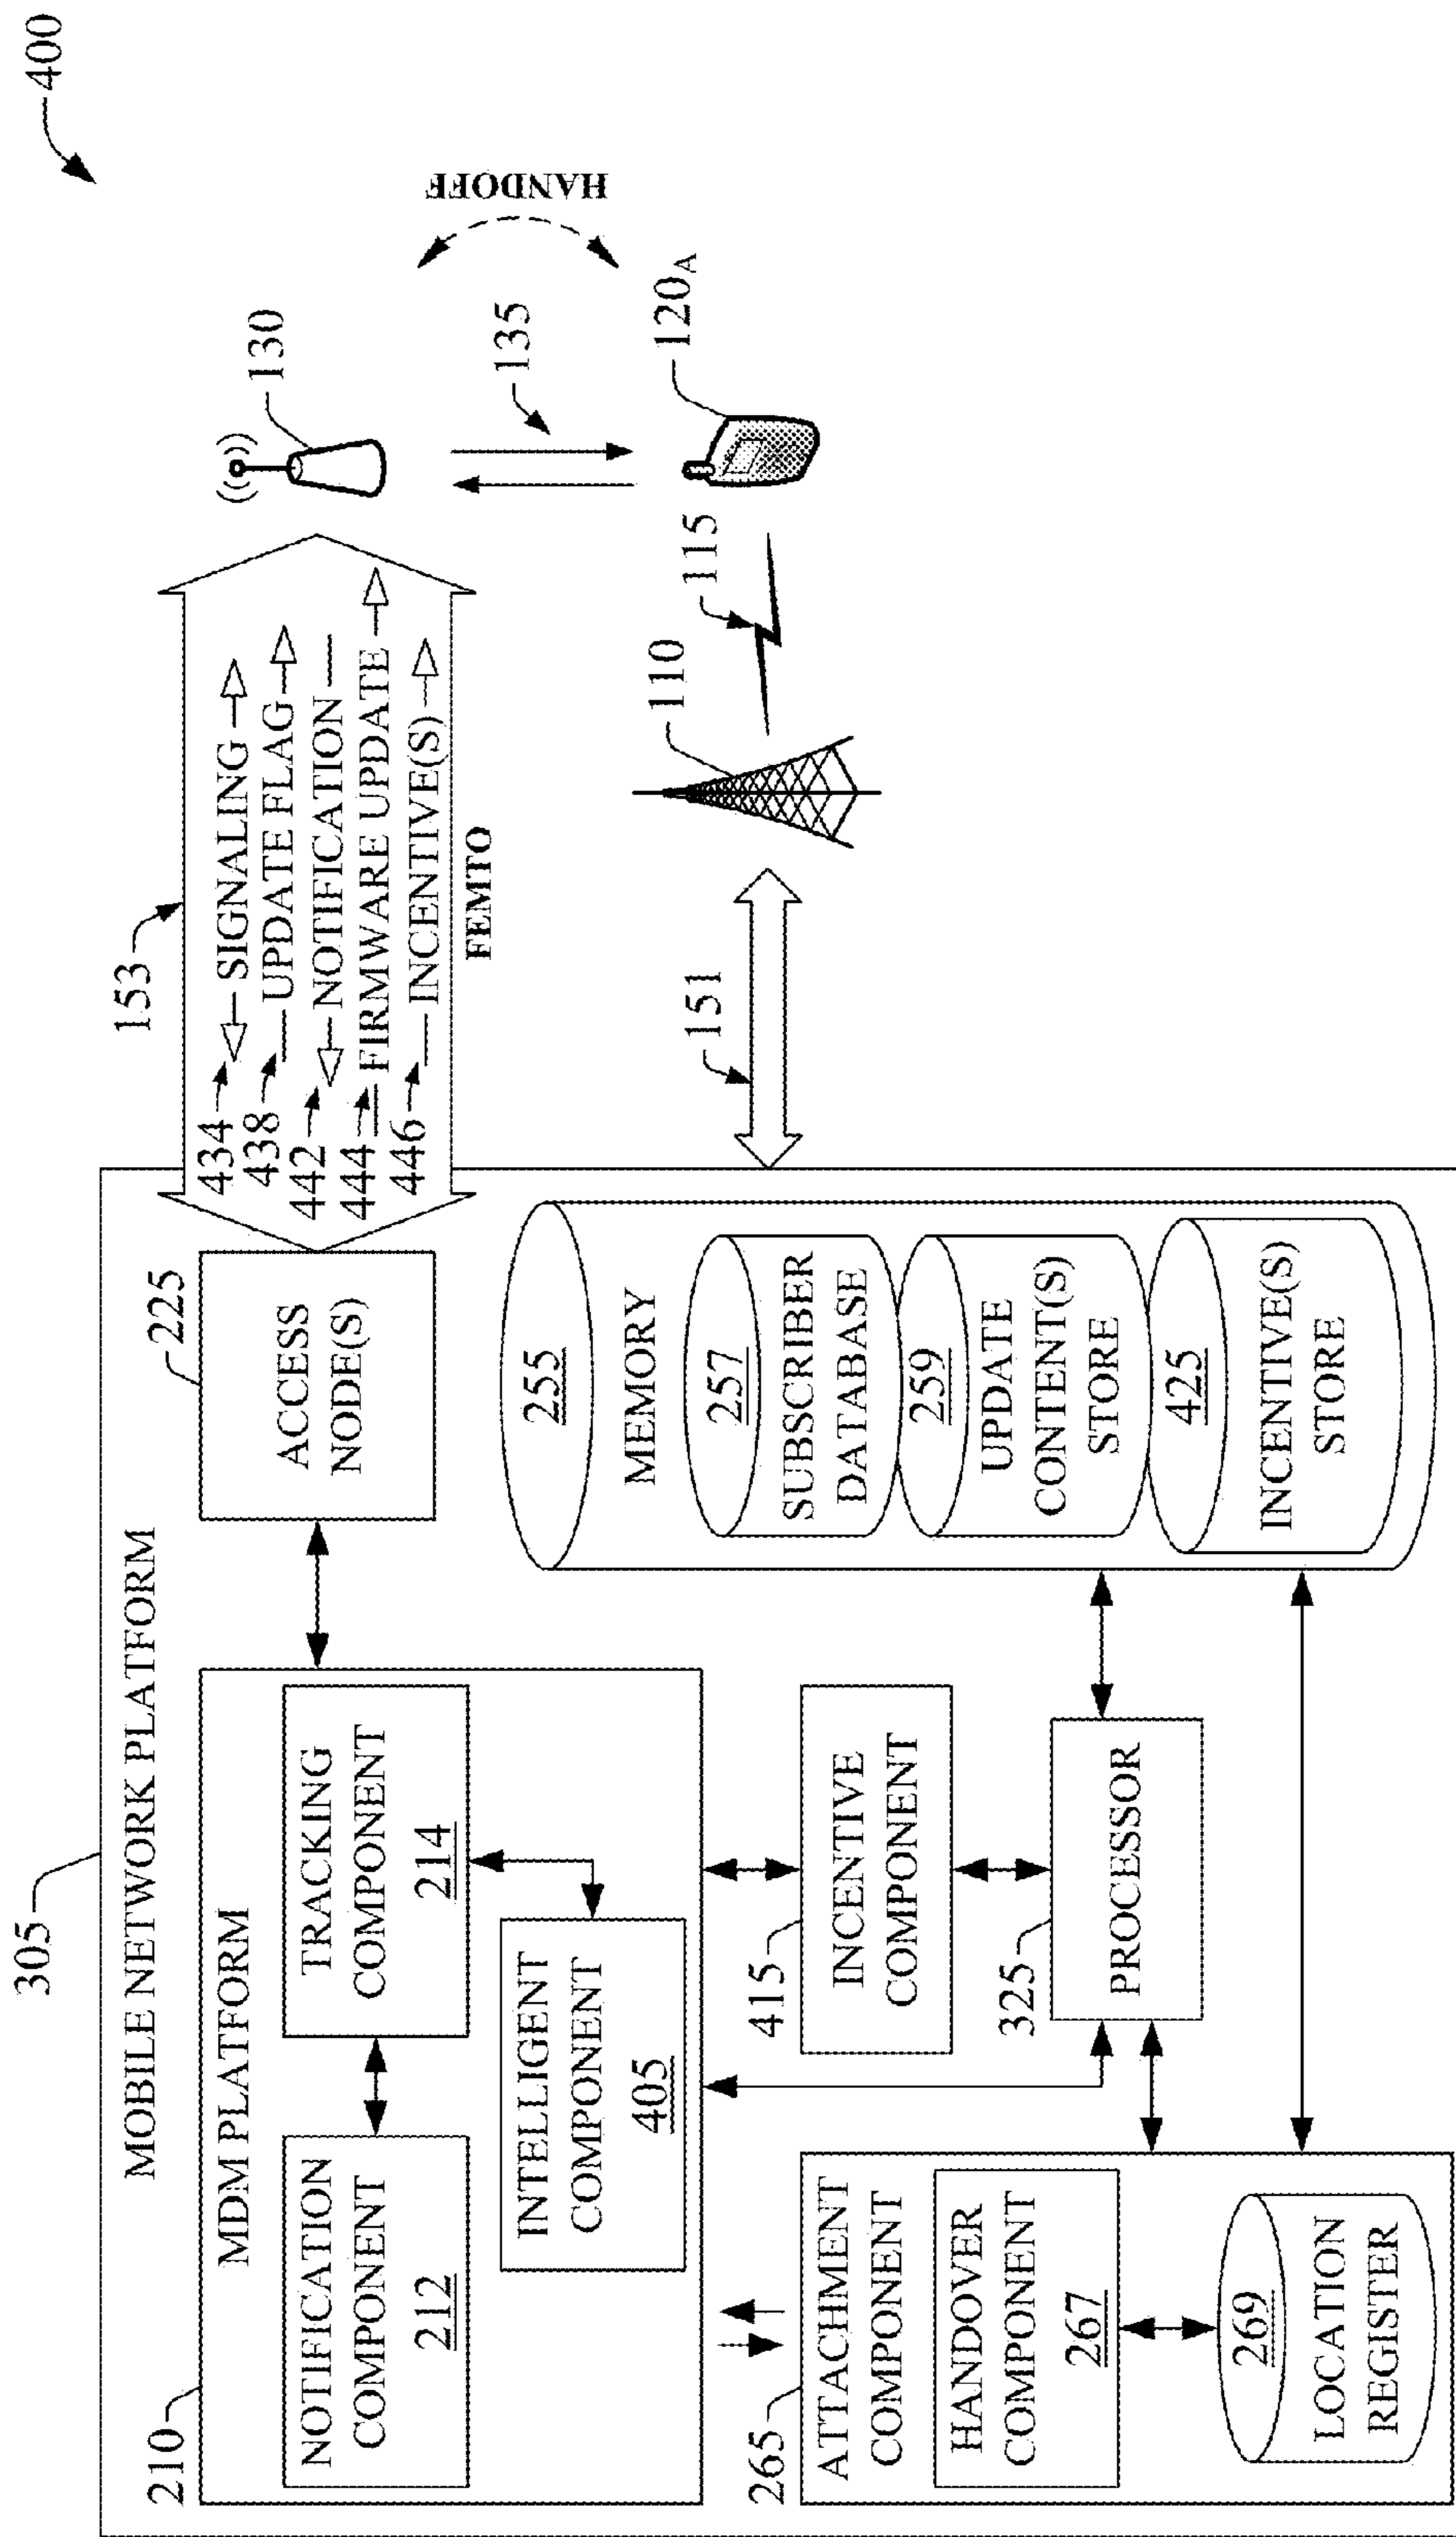 400
305
MOBILE NETWORK PLATFORM
210
MDM PLATFORM
NOTIFICATION
COMPONENT
212
TRACKING
COMPONENT
214
INTELLIGENT
COMPONENT
405
225
ACCESS
NODE(S)
153
434
SIGNALING
438
UPDATE FLAG
442
NOTIFICATION
444
FIRMWARE UPDATE
446
INCENTIVE(S)
FEMTO
130
HANDOFF
135
120A
115
110
151
255
MEMORY
257
SUBSCRIBER
DATABASE
259
UPDATE
CONTENT(S)
STORE
425
INCENTIVE(S)
STORE
415
INCENTIVE
COMPONENT
325
PROCESSOR
265
ATTACHMENT
COMPONENT
HANDOVER
COMPONENT
267
269
LOCATION
REGISTER